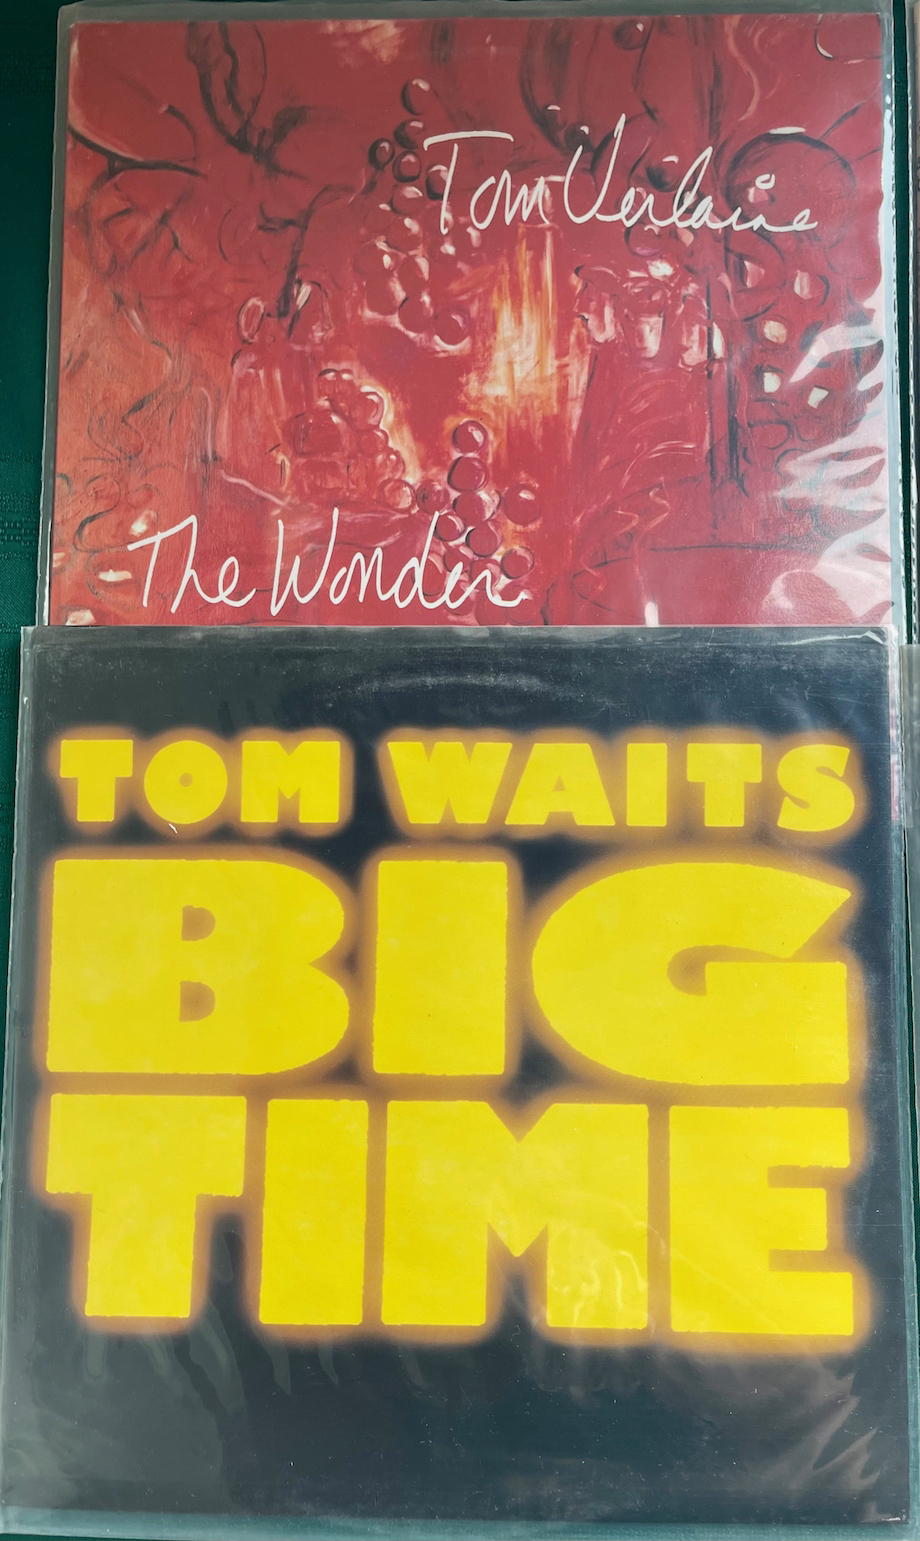 Tom Verlaine
The Wonder
TOM WAITS
BIG
TIME